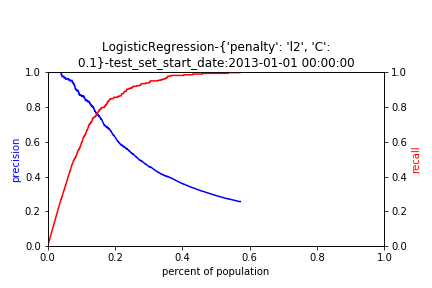 LogisticRegression-{'penalty': 'l2', 'C':
0.1}-test_set_start_date:2013-01-01 00:00:00
1.0
0.8
0.6
0.4
0.2
0.0
precision
1.0
0.8
0.6
0.4
0.2
0.0
recall
0.0 0.2 0.4 0.6 0.8 1.0
percent of population